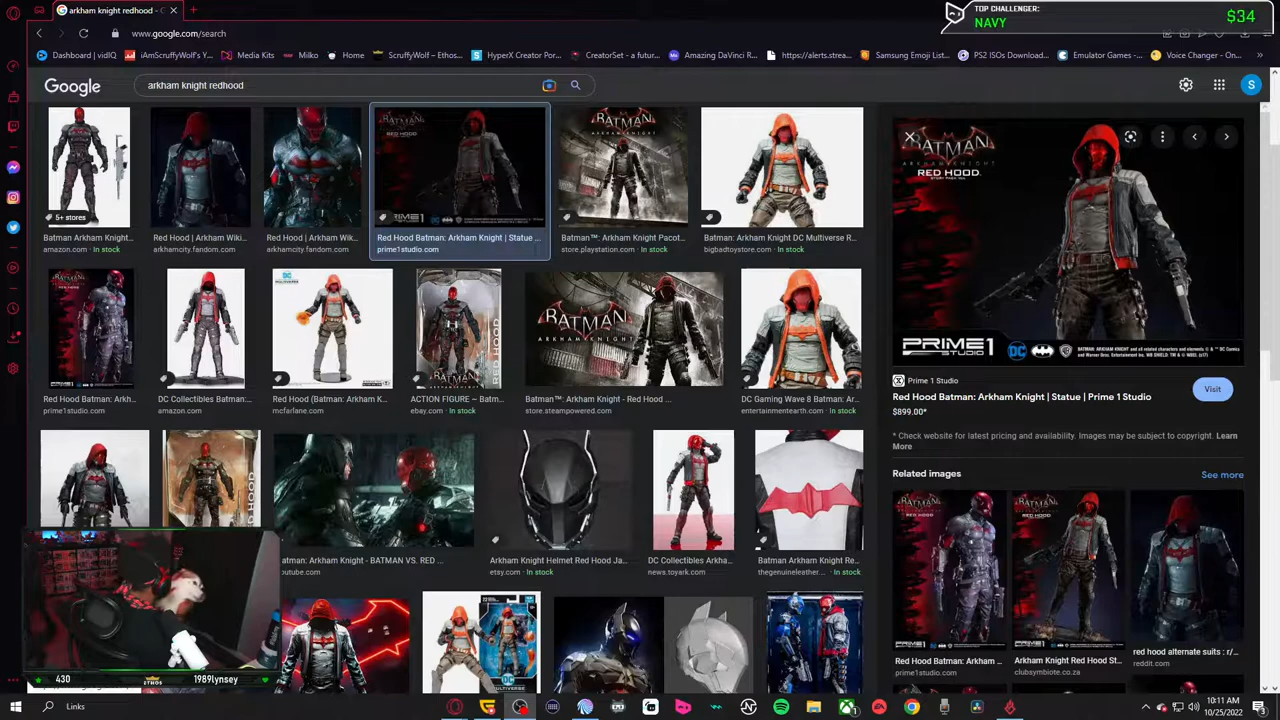 arkham knight redhood - G
TOP CHALLENGER:
NAVY
$34
www.google.com/search
Dashboard | vidIQ
iAmScruffyWolf's Y...
Media Kits
Milko
Home
ScruffyWolf – Ethos...
HyperX Creator For...
CreatorSet - a futur...
Amazing DaVinci R...
https://alerts.strea...
Samsung Emoji List...
PS2 ISOs Download...
Emulator Games -...
Voice Changer - On...
Google
arkham knight redhood
S
5+ stores
Batman Arkham Knight...
amazon.com · In stock
Red Hood | Arkham Wiki...
arkhamcity.fandom.com
Red Hood | Arkham Wik...
arkhamcity.fandom.com
Red Hood Batman: Arkham Knight | Statue ...
prime1studio.com
Batman™: Arkham Knight Pacot...
store.playstation.com · In stock
Batman: Arkham Knight DC Multiverse R...
bigbadtoystore.com · In stock
Red Hood Batman: Arkh...
prime1studio.com
DC Collectibles Batman:...
amazon.com
Red Hood (Batman: Arkham K...
mcfarlane.com
ACTION FIGURE – Batm...
ebay.com · In stock
Batman™: Arkham Knight - Red Hood ...
store.steampowered.com
DC Gaming Wave 8 Batman: Ar...
entertainmentearth.com · In stock
atman: Arkham Knight - BATMAN VS. RED ...
outube.com
Arkham Knight Helmet Red Hood Ja...
etsy.com · In stock
DC Collectibles Arkha...
news.toyark.com
Batman Arkham Knight Re...
thegenuineleather... · In stock
BATMAN
ARKHAM KNIGHT
RED HOOD
PRIME 1
STUDIO
Prime 1 Studio
Visit
Red Hood Batman: Arkham Knight | Statue | Prime 1 Studio
$899.00*
* Check website for latest pricing and availability. Images may be subject to copyright. Learn
More
Related images
See more
Red Hood Batman: Arkham ...
prime1studio.com
Arkham Knight Red Hood St...
clubsymbiote.co.za
red hood alternate suits : r/...
reddit.com
430
ETHOS
1989lynsey
Links
10:11 AM
10/25/2022